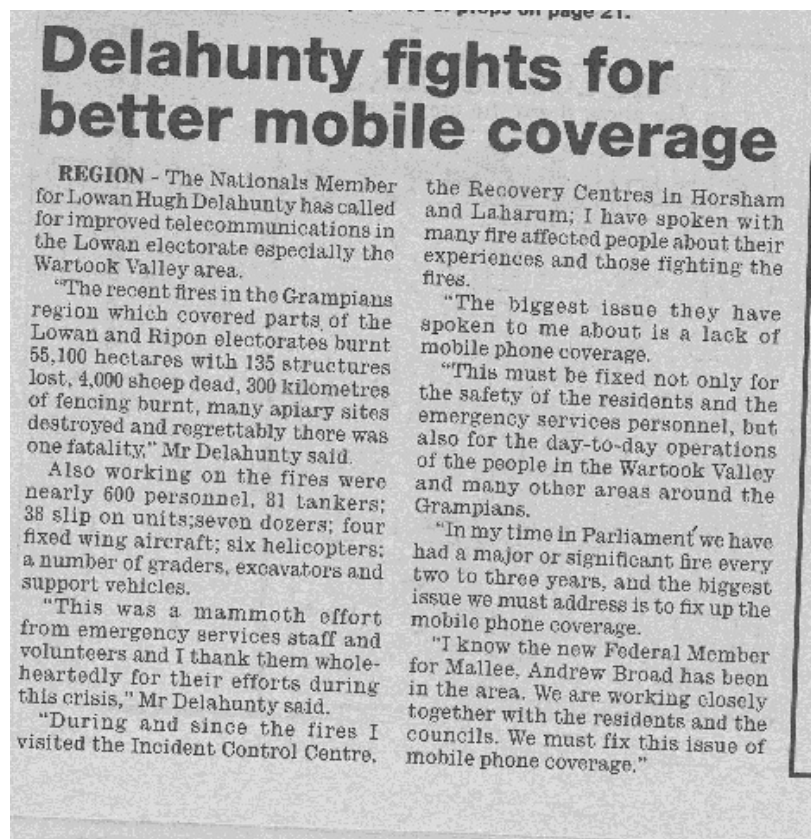 on page 21.
Delahunty fights for
better mobile coverage
REGION - The Nationals Member
for Lowan Hugh Delahunty has called
for improved telecommunications in
the Lowan electorate especially the
Wartook Valley area.
"The recent fires in the Grampians
region which covered parts of the
Lowan and Ripon electorates burnt
55,100 hectares with 135 structures
lost, 4,000 sheep dead, 300 kilometres
of fencing burnt, many apiary sites
destroyed and regrettably there was
one fatality," Mr Delahunty said.
Also working on the fires were
nearly 600 personnel, 81 tankers;
38 slip on units;seven dozers; four
fixed wing aircraft; six helicopters;
a number of graders, excavators and
support vehicles.
"This was a mammoth effort
from emergency services staff and
volunteers and I thank them whole-
heartedly for their efforts during
this crisis," Mr Delahunty said.
"During and since the fires I
visited the Incident Control Centre,
the Recovery Centres in Horsham
and Laharum; I have spoken with
many fire affected people about their
experiences and those fighting the
fires.
"The biggest issue they have
spoken to me about is a lack of
mobile phone coverage.
"This must be fixed not only for
the safety of the residents and the
emergency services personnel, but
also for the day-to-day operations
of the people in the Wartook Valley
and many other areas around the
Grampians.
"In my time in Parliament we have
had a major or significant fire every
two to three years, and the biggest
issue we must address is to fix up the
mobile phone coverage.
"I know the new Federal Member
for Mallee, Andrew Broad has been
in the area. We are working closely
together with the residents and the
councils. We must fix this issue of
mobile phone coverage."